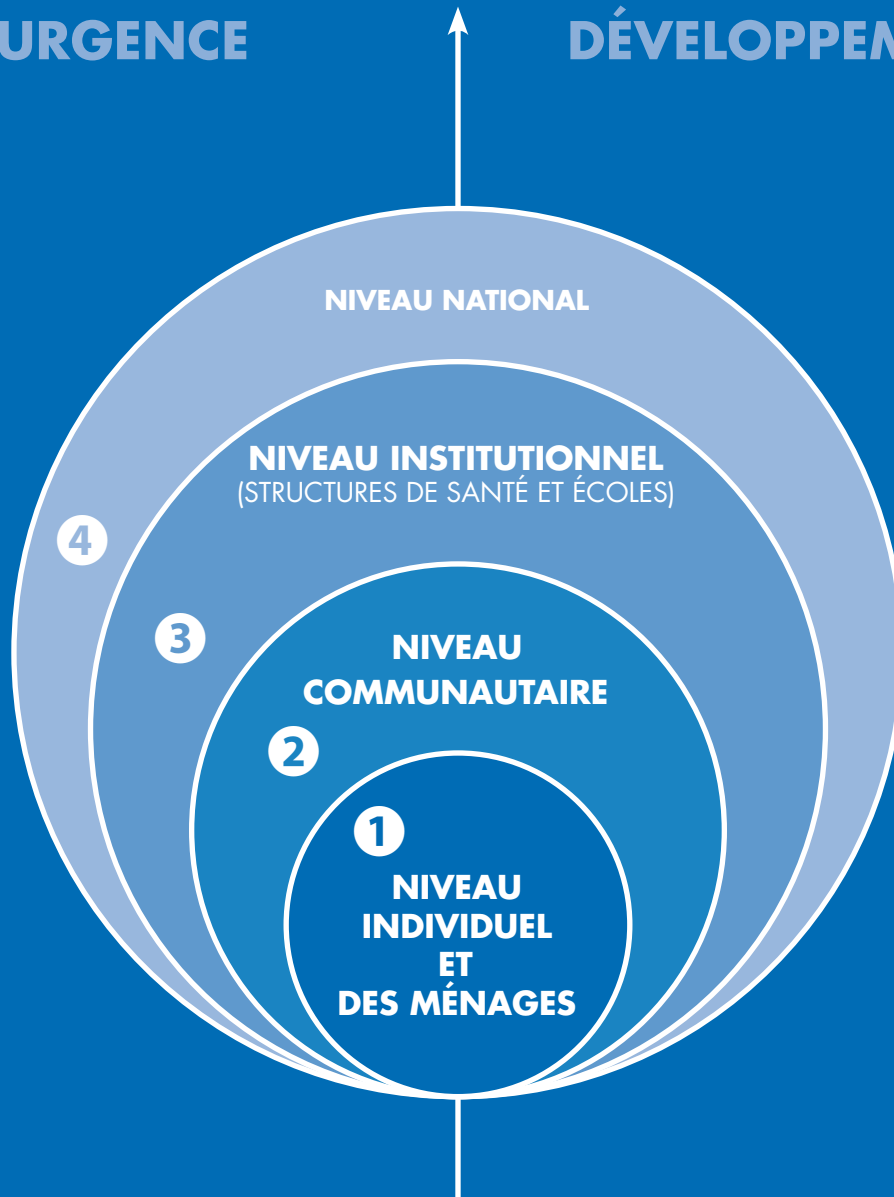 URGENCE
DÉVELOPPEM
NIVEAU NATIONAL
NIVEAU INSTITUTIONNEL
(STRUCTURES DE SANTÉ ET ÉCOLES)
4
3
NIVEAU
COMMUNAUTAIRE
2
1
NIVEAU
INDIVIDUEL
ET
DES MÉNAGES